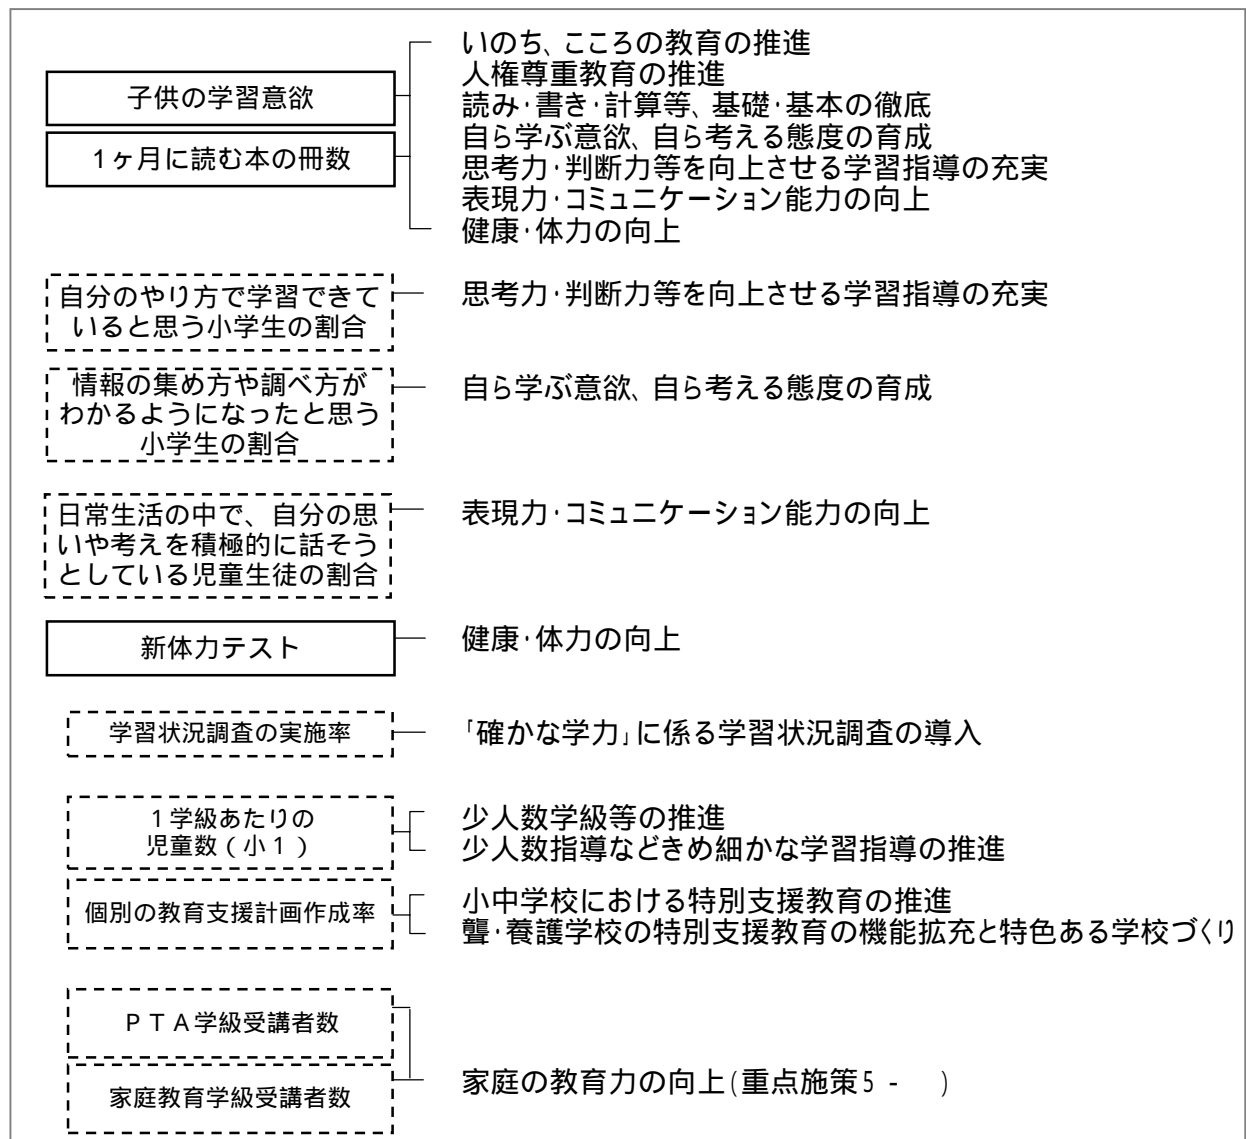 いのち、こころの教育の推進
人権尊重教育の推進
子供の学習意欲
読み・書き・計算等、基礎・基本の徹底
自ら学ぶ意欲、自ら考える態度の育成
1ヶ月に読む本の冊数
思考力・判断力等を向上させる学習指導の充実
表現力・コミュニケーション能力の向上
健康・体力の向上
自分のやり方で学習できて
いると思う小学生の割合
思考力・判断力等を向上させる学習指導の充実
情報の集め方や調べ方が
わかるようになったと思う
小学生の割合
自ら学ぶ意欲、自ら考える態度の育成
日常生活の中で、自分の思
いや考えを積極的に話そう
としている児童生徒の割合
表現力・コミュニケーション能力の向上
新体力テスト
健康・体力の向上
学習状況調査の実施率
「確かな学力」に係る学習状況調査の導入
1学級あたりの
児童数(小1)
少人数学級等の推進
少人数指導などきめ細かな学習指導の推進
個別の教育支援計画作成率
小中学校における特別支援教育の推進
聾・養護学校の特別支援教育の機能拡充と特色ある学校づくり
PTA学級受講者数
家庭教育学級受講者数
家庭の教育力の向上(重点施策5 - )